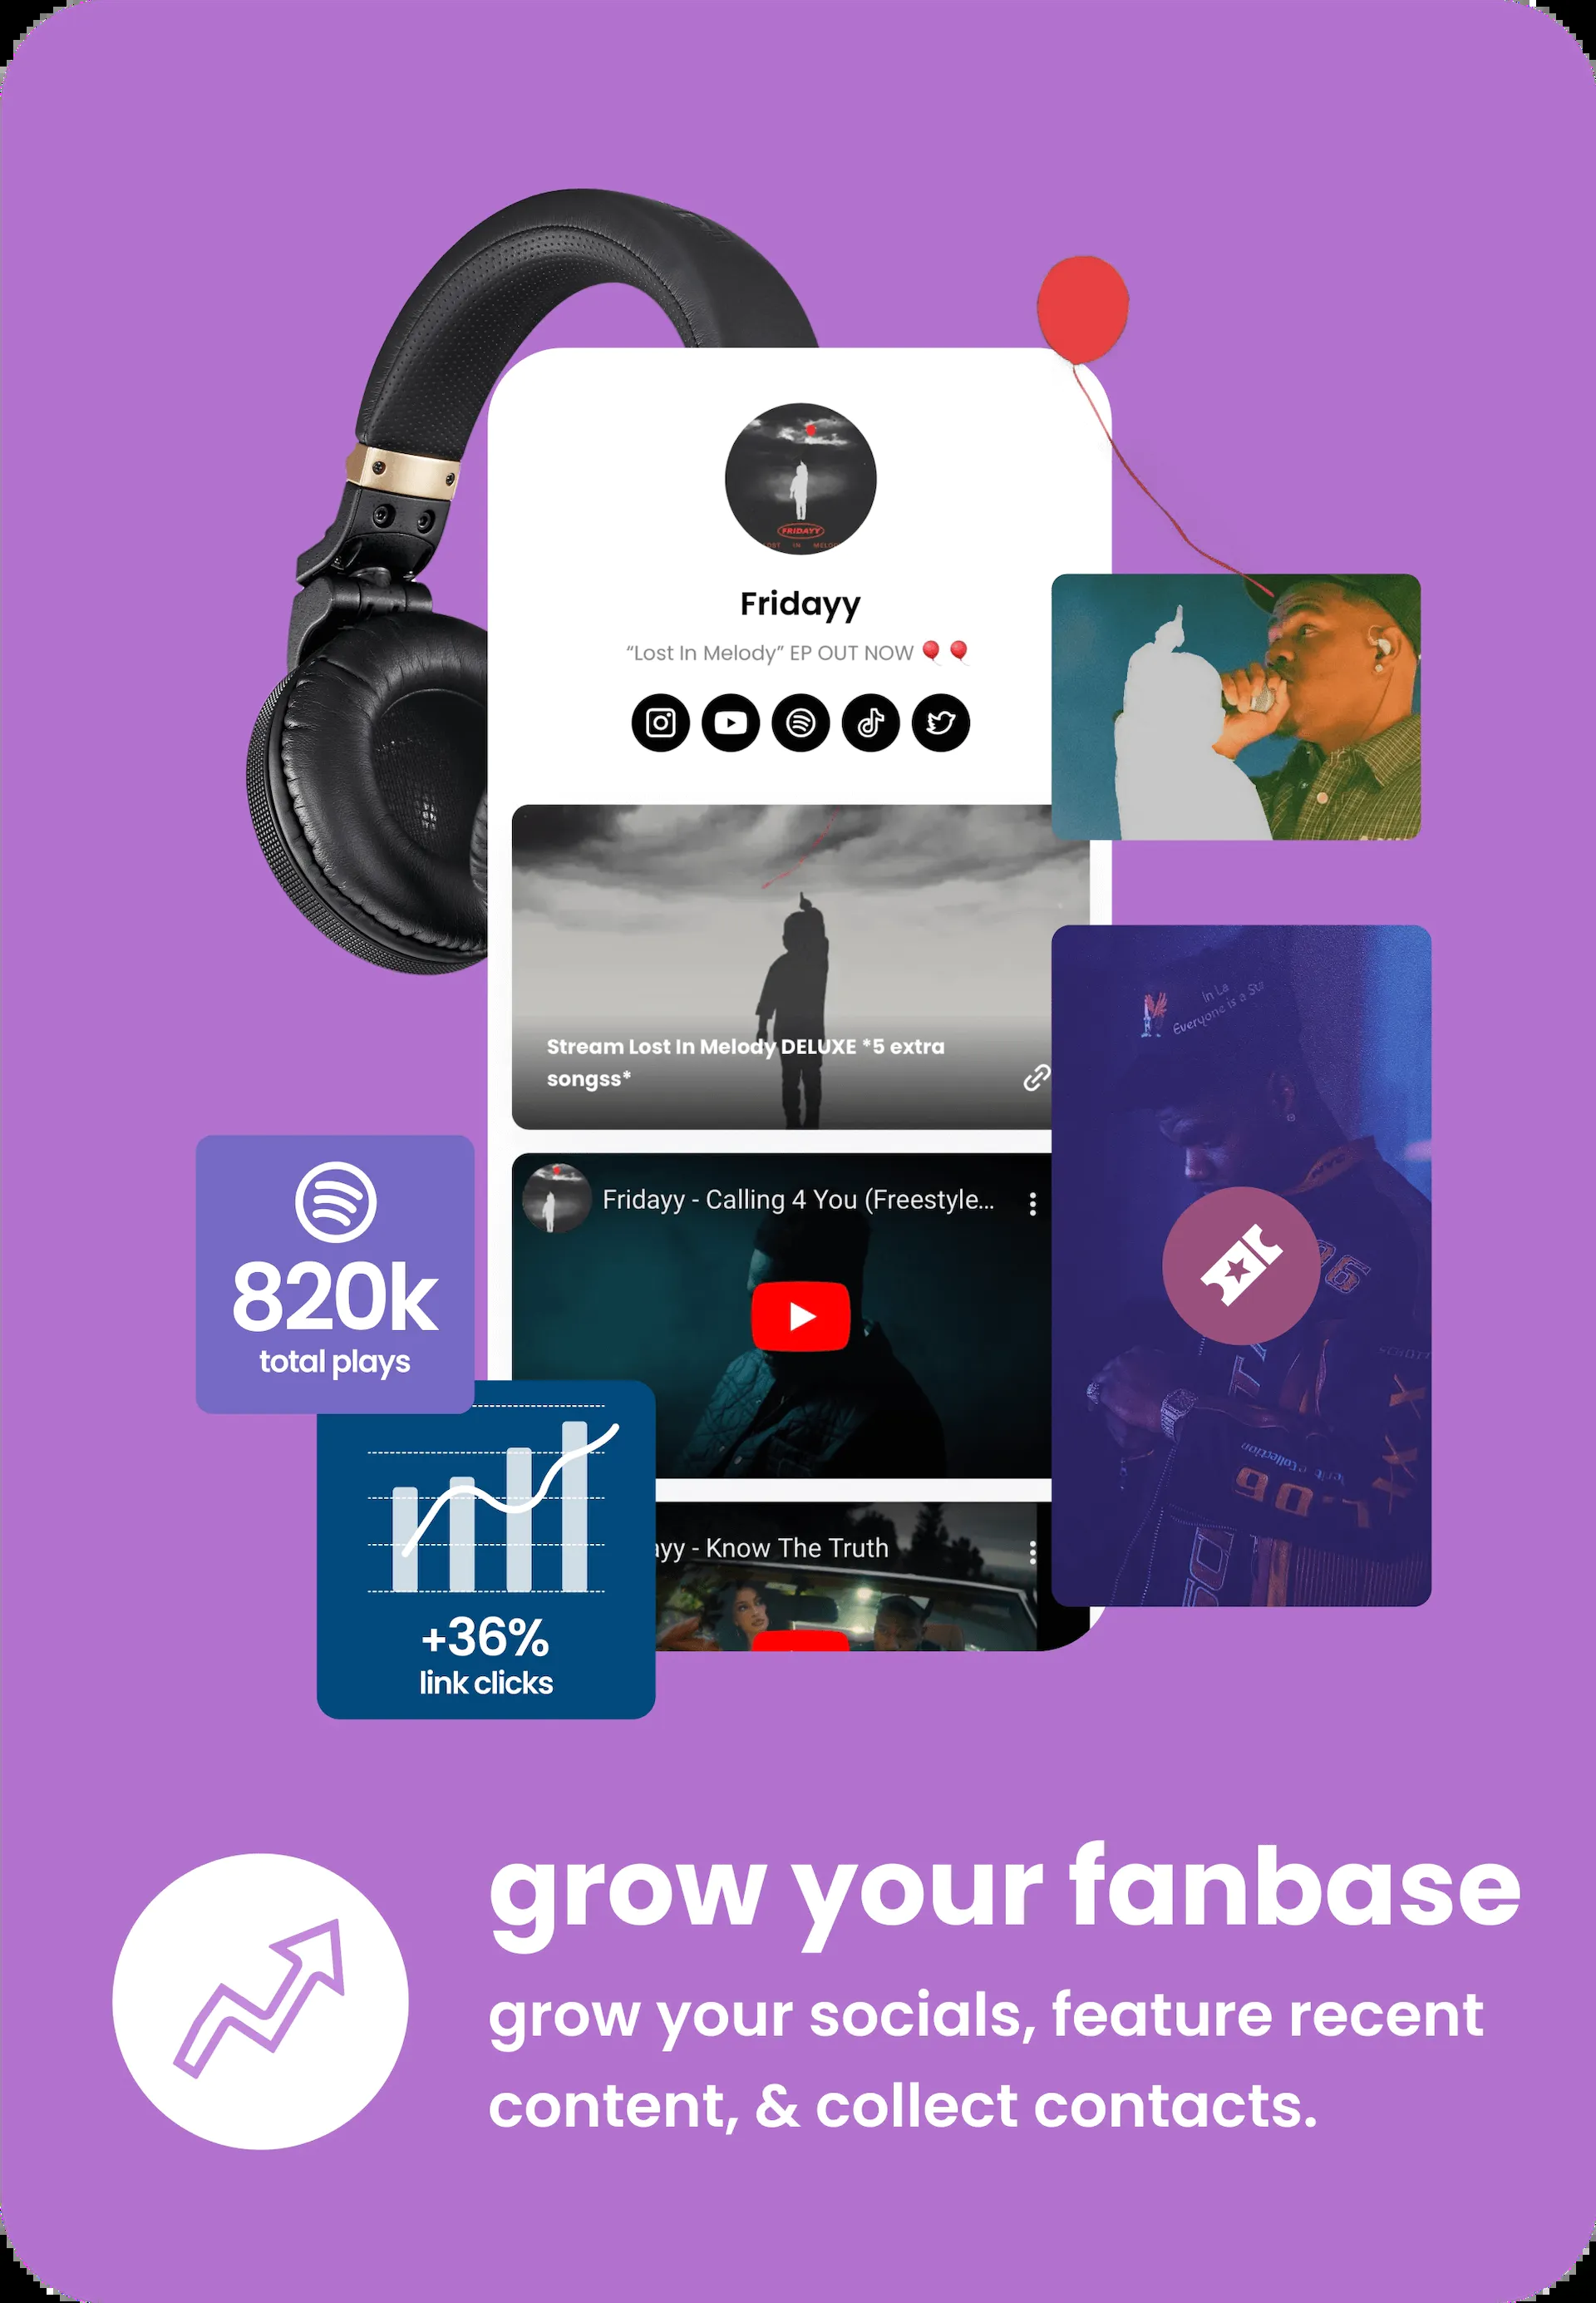 FRIDAYY
Fridayy
“Lost In Melody” EP OUT NOW 🎈🎈
Stream Lost In Melody DELUXE *5 extra
songss*
In La
Everyone is a Star
Fridayy - Calling 4 You (Freestyle...
820k
total plays
ayy - Know The Truth
+36%
link clicks
grow your fanbase
grow your socials, feature recent
content, & collect contacts.